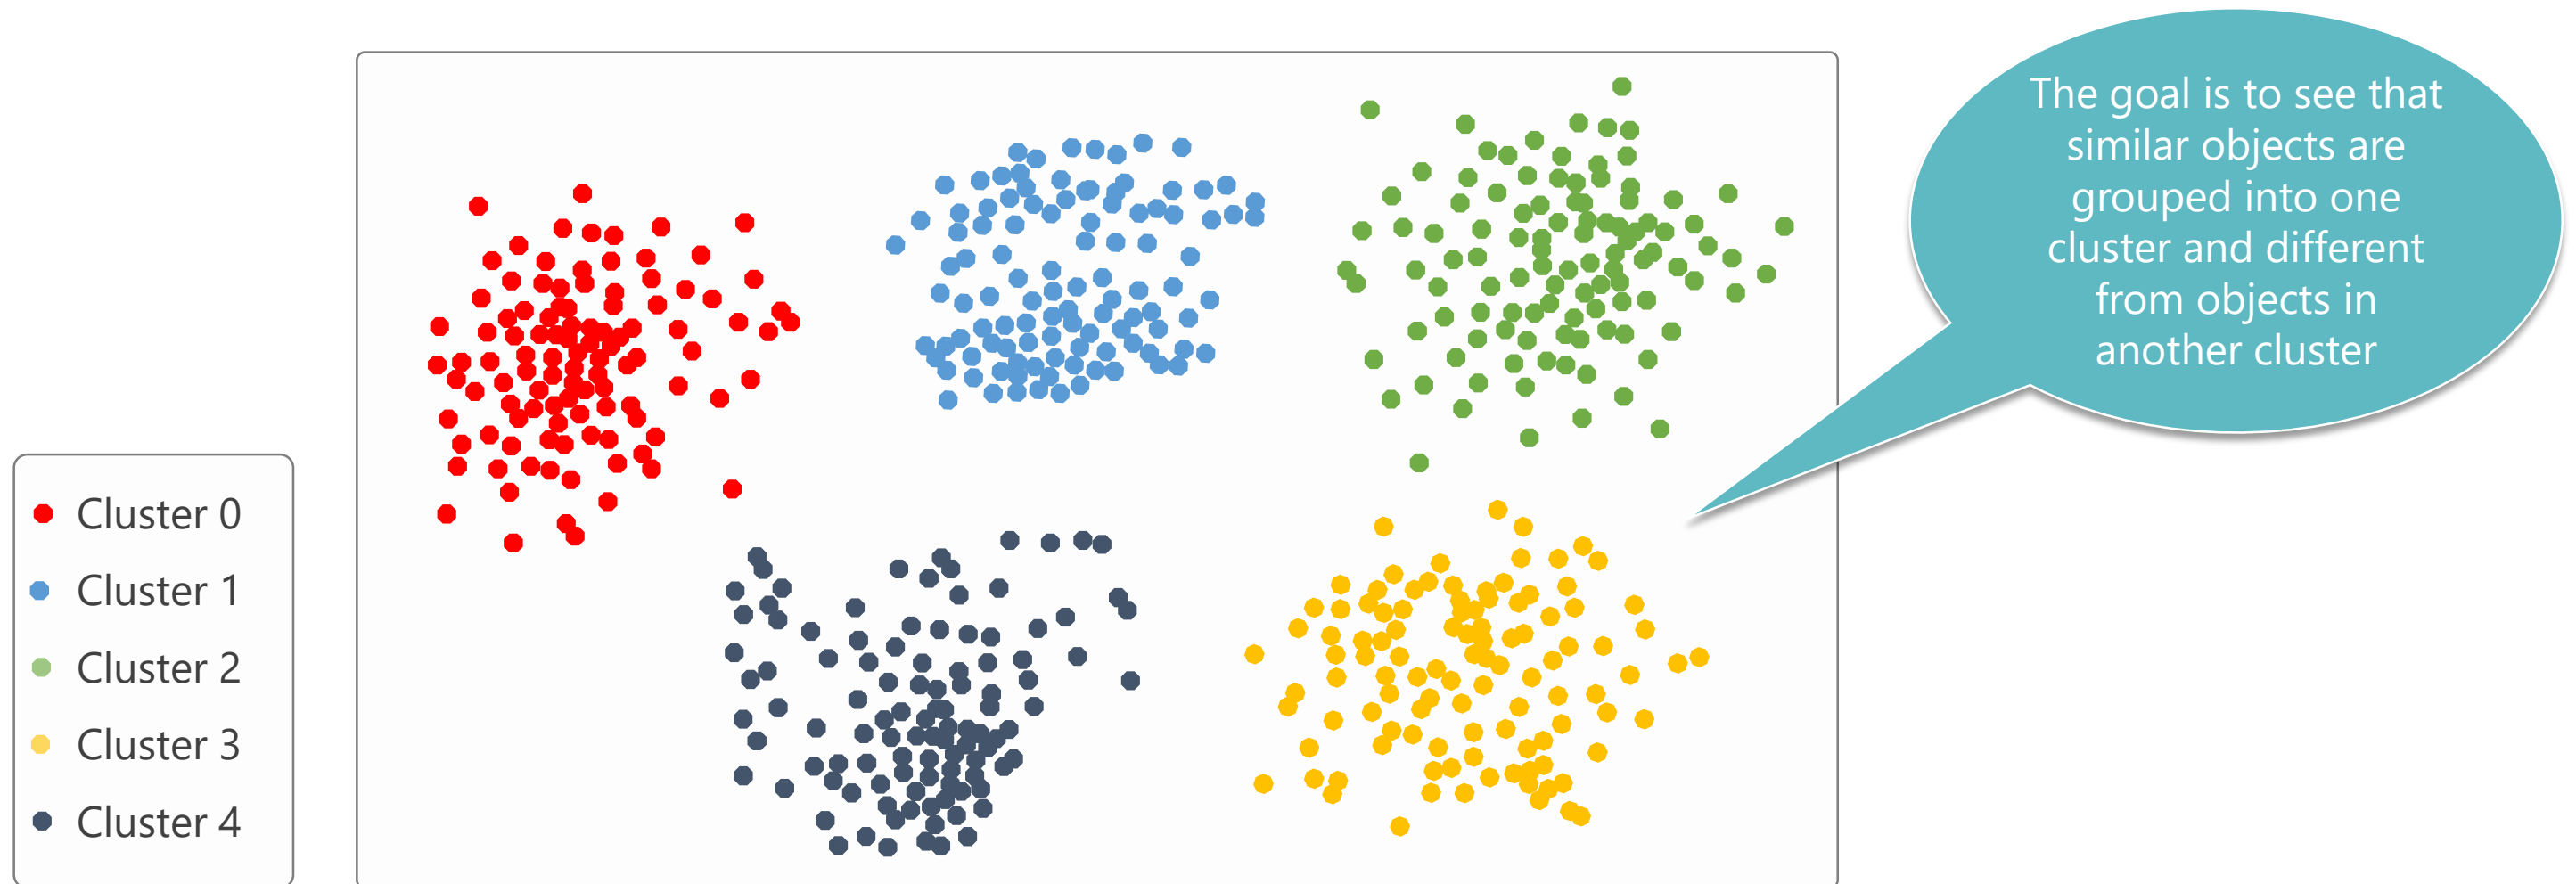 The goal is to see that
similar objects are
grouped into one
cluster and different
from objects in
another cluster
Cluster 0
Cluster 1
Cluster 2
Cluster 3
Cluster 4